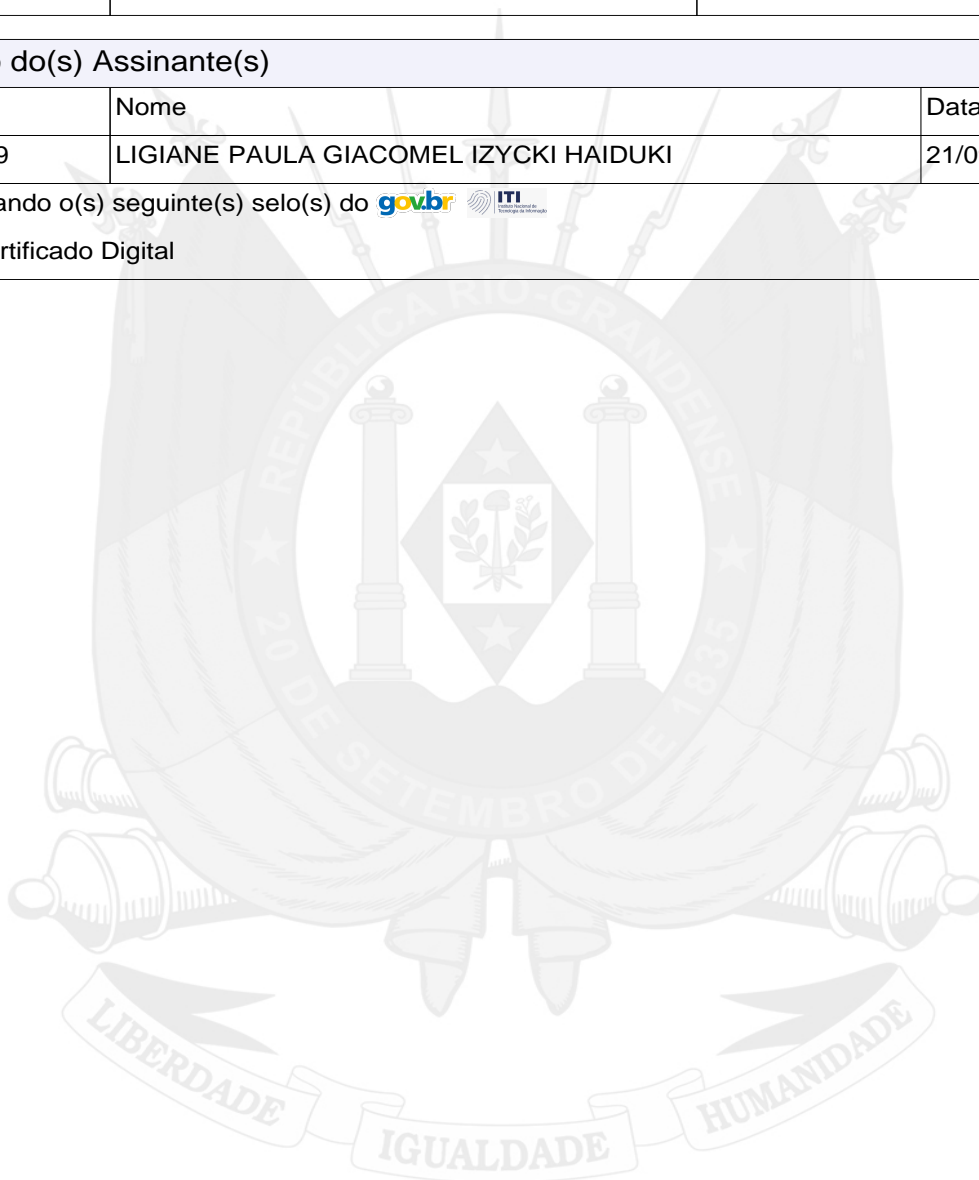 do(s) Assinante(s)
Nome Data
9 LIGIANE PAULA GIACOMEL IZYCKI HAIDUKI 21/0
ando o(s) seguinte(s) selo(s) do gov.br ITI
rtificado Digital
REPÚBLICA RIO-GRANDENSE
20 DE SETEMBRO DE 1835
LIBERDADE IGUALDADE HUMANIDADE